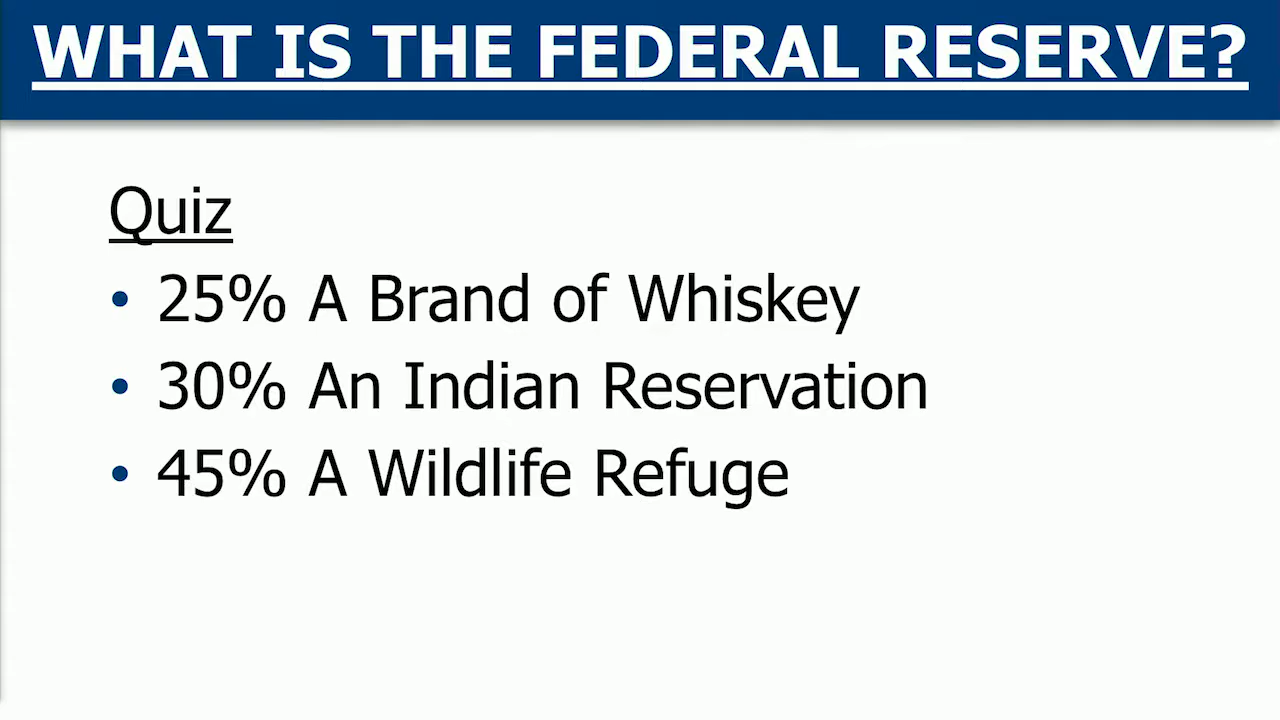 WHAT IS THE FEDERAL RESERVE?
Quiz
• 25% A Brand of Whiskey
• 30% An Indian Reservation
• 45% A Wildlife Refuge